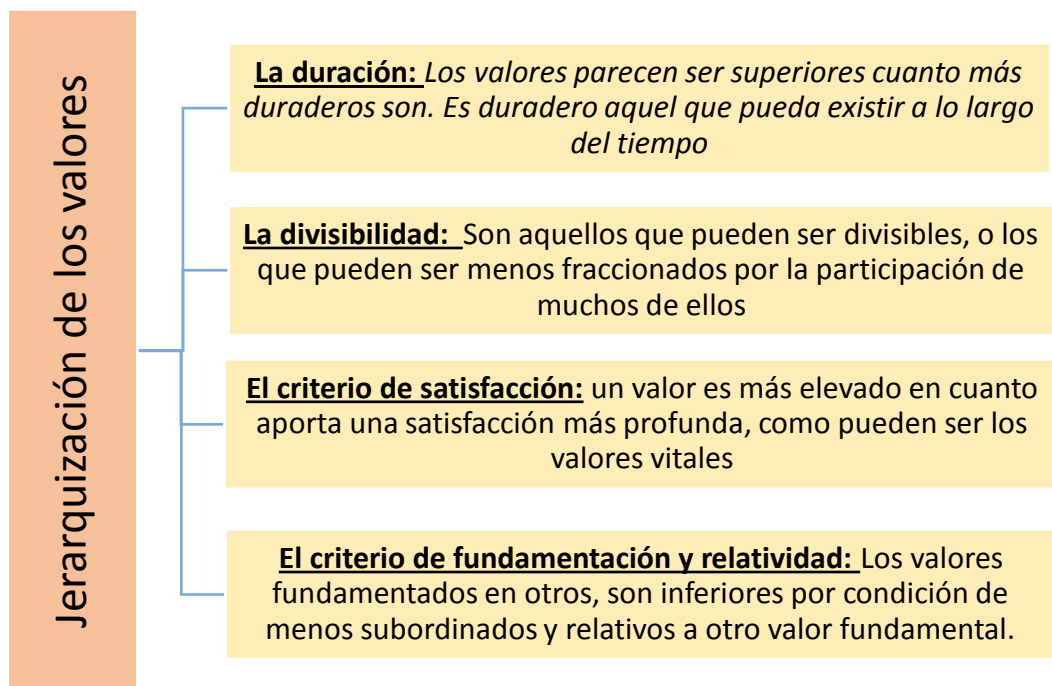 Jerarquización de los valores
La duración: Los valores parecen ser superiores cuanto más
duraderos son. Es duradero aquel que pueda existir a lo largo
del tiempo
La divisibilidad: Son aquellos que pueden ser divisibles, o los
que pueden ser menos fraccionados por la participación de
muchos de ellos
El criterio de satisfacción: un valor es más elevado en cuanto
aporta una satisfacción más profunda, como pueden ser los
valores vitales
El criterio de fundamentación y relatividad: Los valores
fundamentados en otros, son inferiores por condición de
menos subordinados y relativos a otro valor fundamental.